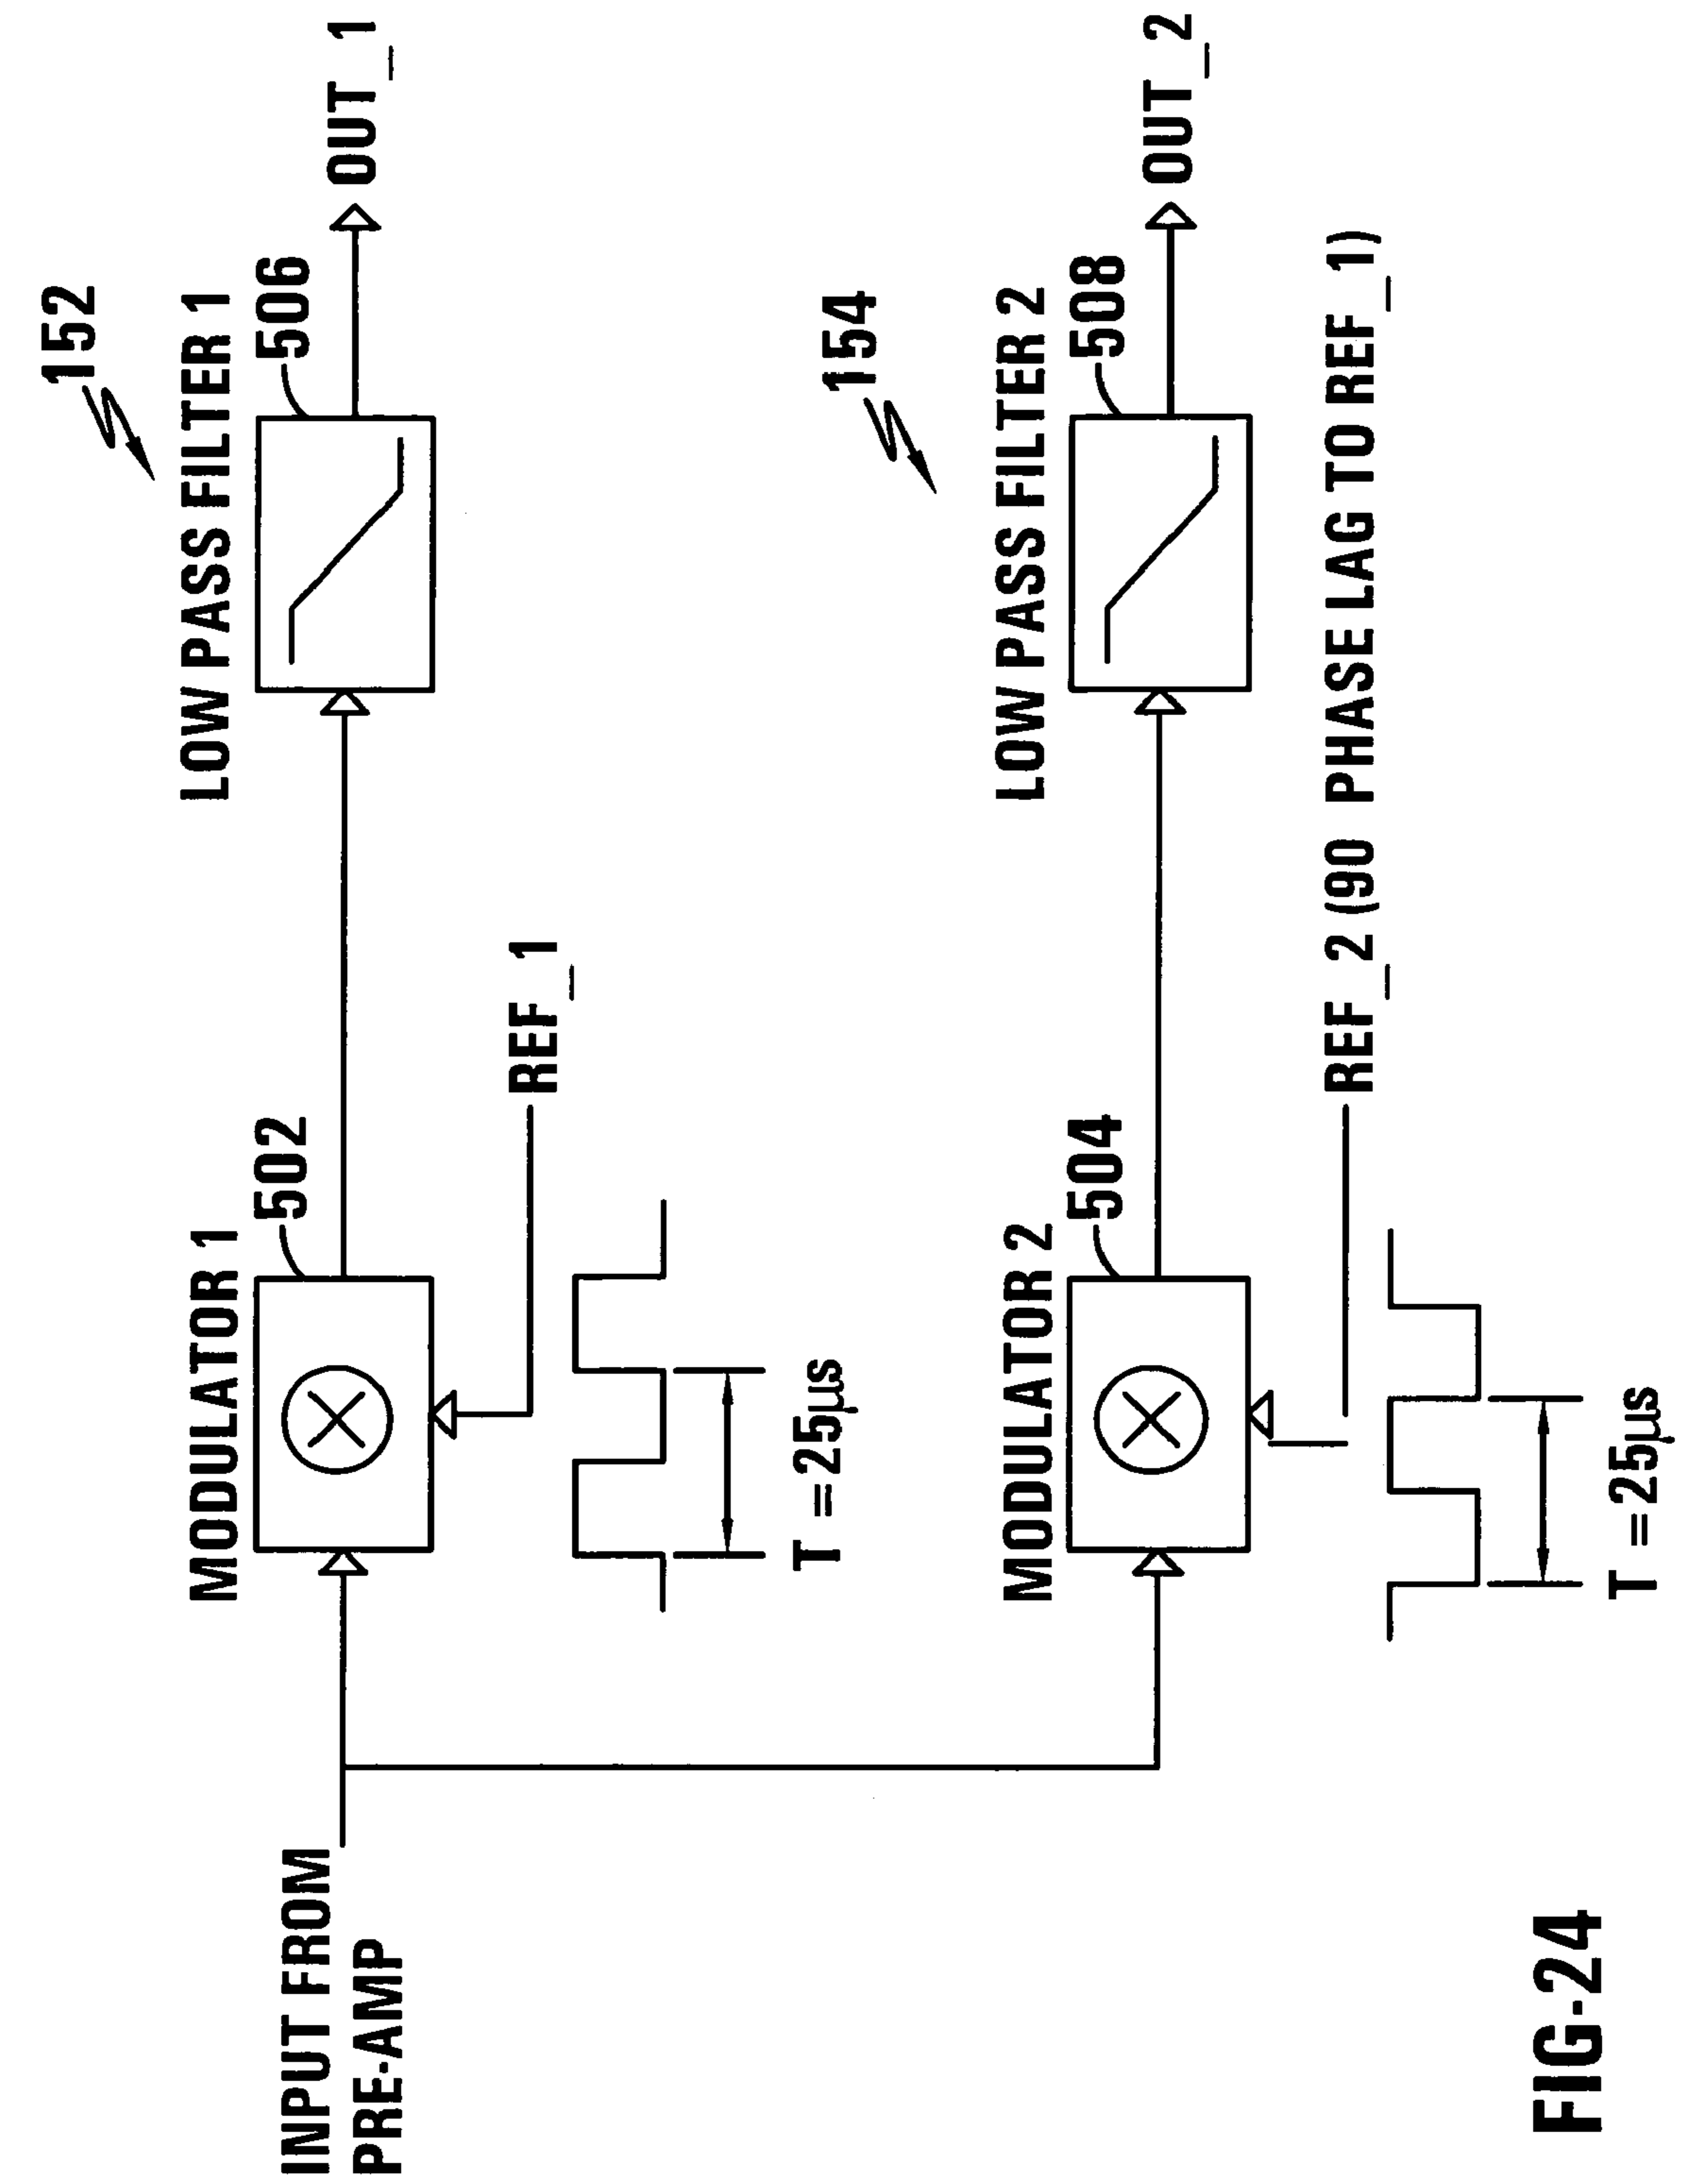 152
LOW PASS FILTER 1
506
OUT_1
MODULATOR 1
502
INPUT FROM
PRE-AMP
REF_1
T = 25µs
154
LOW PASS FILTER 2
508
OUT_2
MODULATOR 2
504
REF_2 (90 PHASE LAG TO REF_1)
T = 25µs
FIG-24